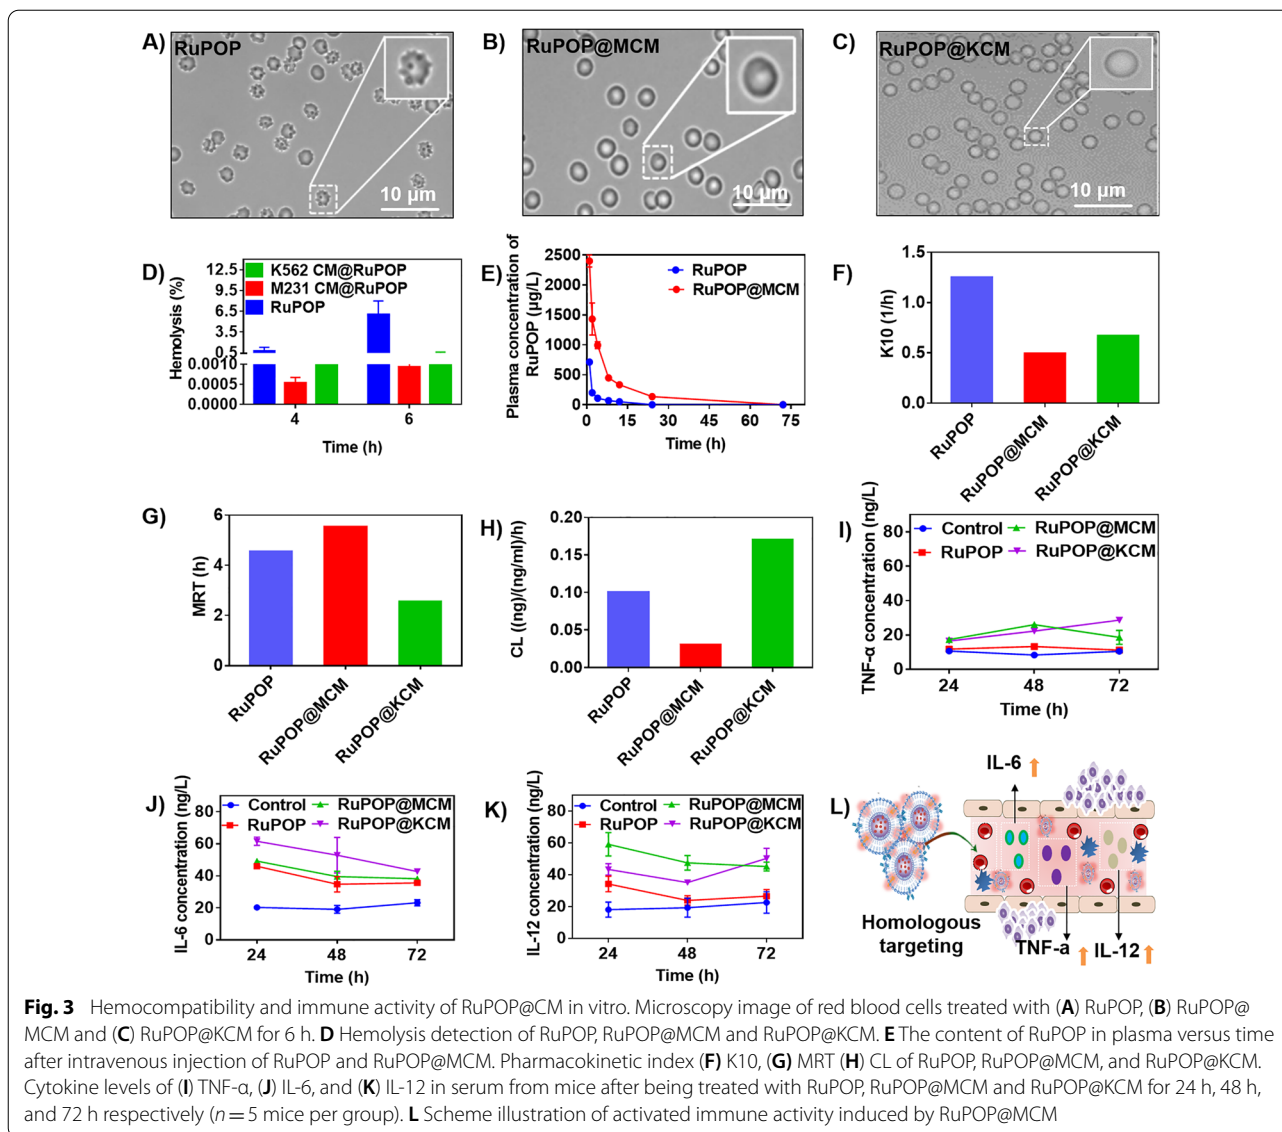 A)
RuPOP
10 µm
B)
RuPOP@MCM
10 µm
C)
RuPOP@KCM
10 µm
D)
K562 CM@RuPOP
M231 CM@RuPOP
RuPOP
Hemolysis (%)
12.5
9.5
6.5
3.5
0.5
0.0010
0.0005
0.0000
4
6
Time (h)
E)
Plasma concentration of
RuPOP (µg/L)
2500
2000
1500
1000
500
0
RuPOP
RuPOP@MCM
0
15
30
45
60
75
Time (h)
F)
K10 (1/h)
1.5
1.0
0.5
0.0
RuPOP
RuPOP@MCM
RuPOP@KCM
G)
MRT (h)
6
4
2
0
RuPOP
RuPOP@MCM
RuPOP@KCM
H)
CL ((ng)/(ng/ml)/h)
0.20
0.15
0.10
0.05
0.00
RuPOP
RuPOP@MCM
RuPOP@KCM
I)
TNF-α concentration (ng/L)
80
60
40
20
0
Control
RuPOP
RuPOP@MCM
RuPOP@KCM
24
48
72
Time (h)
J)
IL-6 concentration (ng/L)
80
60
40
20
0
Control
RuPOP
RuPOP@MCM
RuPOP@KCM
24
48
72
Time (h)
K)
IL-12 concentration (ng/L)
80
60
40
20
0
Control
RuPOP
RuPOP@MCM
RuPOP@KCM
24
48
72
Time (h)
L)
IL-6
Homologous
targeting
TNF-a
IL-12
Fig. 3 Hemocompatibility and immune activity of RuPOP@CM in vitro. Microscopy image of red blood cells treated with (A) RuPOP, (B) RuPOP@
MCM and (C) RuPOP@KCM for 6 h. D Hemolysis detection of RuPOP, RuPOP@MCM and RuPOP@KCM. E The content of RuPOP in plasma versus time
after intravenous injection of RuPOP and RuPOP@MCM. Pharmacokinetic index (F) K10, (G) MRT (H) CL of RuPOP, RuPOP@MCM, and RuPOP@KCM.
Cytokine levels of (I) TNF-α, (J) IL-6, and (K) IL-12 in serum from mice after being treated with RuPOP, RuPOP@MCM and RuPOP@KCM for 24 h, 48 h,
and 72 h respectively (n = 5 mice per group). L Scheme illustration of activated immune activity induced by RuPOP@MCM